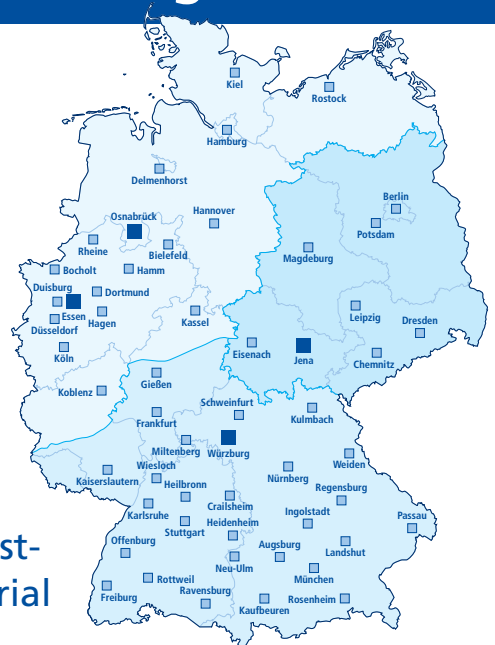 Kiel
Rostock
Hamburg
Delmenhorst
Osnabrück
Hannover
Berlin
Potsdam
Rheine
Bielefeld
Magdeburg
Bocholt
Hamm
Duisburg
Dortmund
Essen
Hagen
Düsseldorf
Kassel
Leipzig
Dresden
Köln
Eisenach
Jena
Chemnitz
Gießen
Koblenz
Schweinfurt
Kulmbach
Frankfurt
Miltenberg
Würzburg
Weiden
Wiesloch
Kaiserslautern
Heilbronn
Nürnberg
Regensburg
Karlsruhe
Crailsheim
Ingolstadt
Passau
Stuttgart
Heidenheim
st-
Offenburg
Augsburg
Landshut
Neu-Ulm
München
rial
Rottweil
Freiburg
Ravensburg
Kaufbeuren
Rosenheim